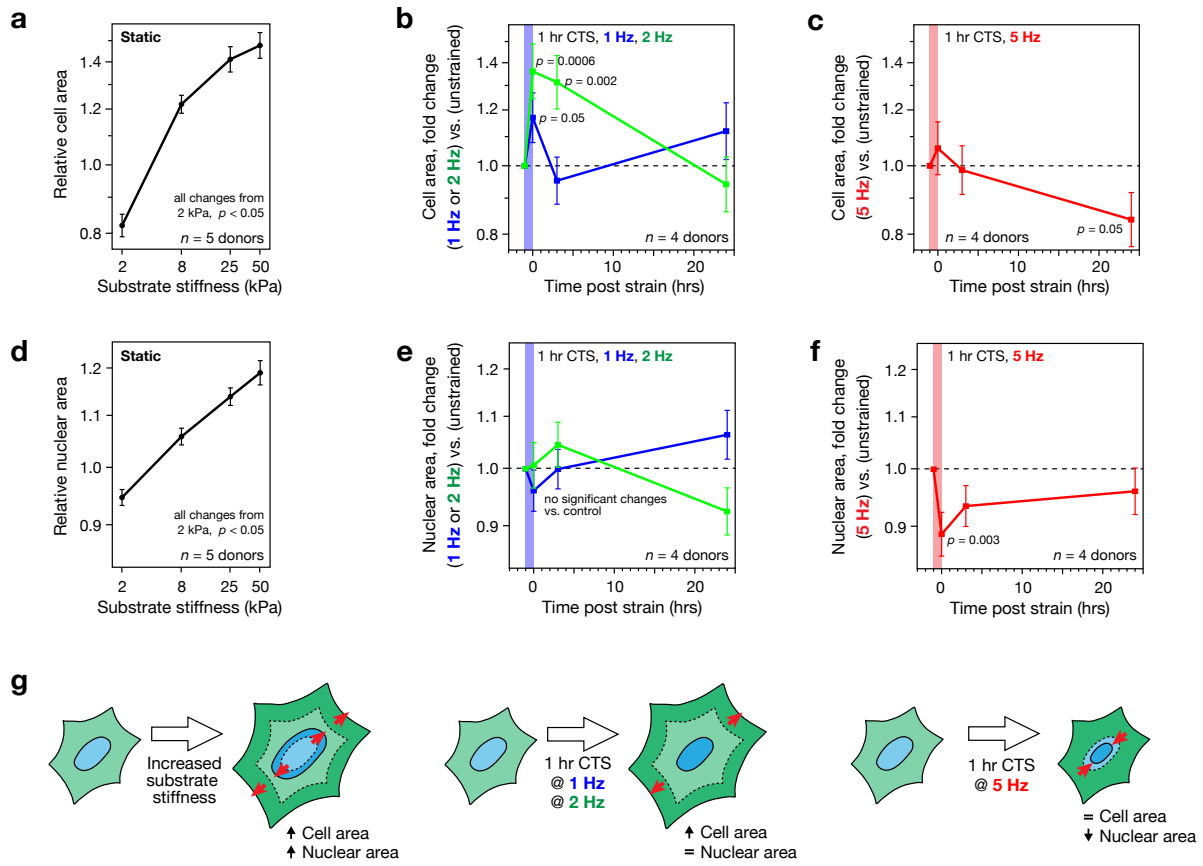 a
Static
Relative cell area
1.4
1.2
1.0
0.8
all changes from
2 kPa, p < 0.05
n = 5 donors
2 8 25 50
Substrate stiffness (kPa)
b
Cell area, fold change
(1 Hz or 2 Hz) vs. (unstrained)
1.4
1.2
1.0
0.8
1 hr CTS, 1 Hz, 2 Hz
p = 0.0006
p = 0.002
p = 0.05
n = 4 donors
0 10 20
Time post strain (hrs)
c
Cell area, fold change
(5 Hz) vs. (unstrained)
1.4
1.2
1.0
0.8
1 hr CTS, 5 Hz
p = 0.05
n = 4 donors
0 10 20
Time post strain (hrs)
d
Static
Relative nuclear area
1.2
1.1
1.0
0.9
all changes from
2 kPa, p < 0.05
n = 5 donors
2 8 25 50
Substrate stiffness (kPa)
e
Nuclear area, fold change
(1 Hz or 2 Hz) vs. (unstrained)
1.2
1.1
1.0
0.9
1 hr CTS, 1 Hz, 2 Hz
no significant changes
vs. control
n = 4 donors
0 10 20
Time post strain (hrs)
f
Nuclear area, fold change
(5 Hz) vs. (unstrained)
1.2
1.1
1.0
0.9
1 hr CTS, 5 Hz
p = 0.003
n = 4 donors
0 10 20
Time post strain (hrs)
g
Increased
substrate
stiffness
Cell area
Nuclear area
1 hr CTS
@ 1 Hz
@ 2 Hz
Cell area
= Nuclear area
1 hr CTS
@ 5 Hz
= Cell area
Nuclear area